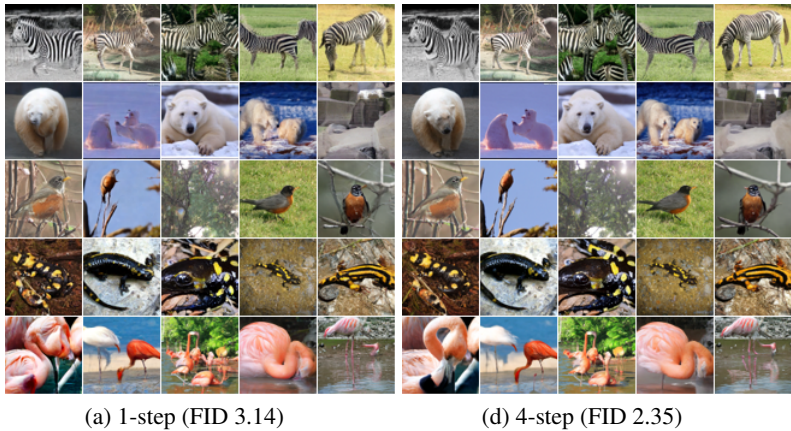 (a) 1-step (FID 3.14)
(d) 4-step (FID 2.35)